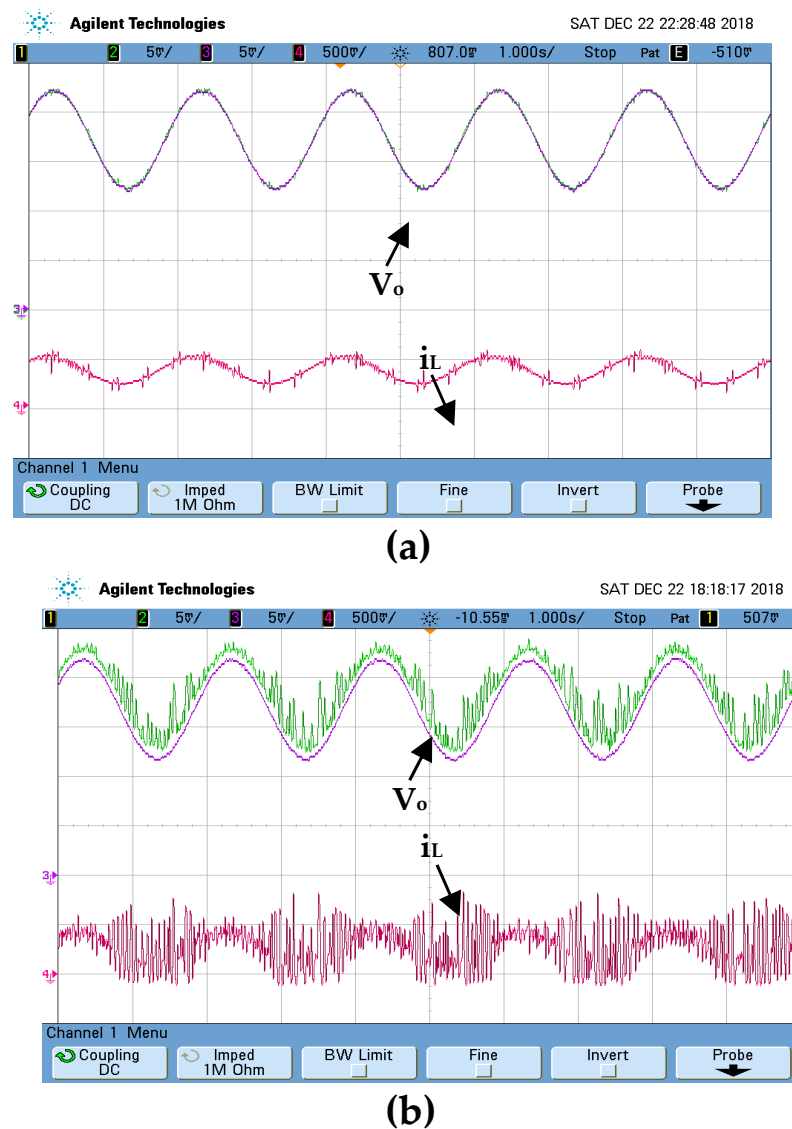 Agilent Technologies SAT DEC 22 22:28:48 2018
1 2 5V/ 3 5V/ 4 500V/ 807.0 1.000s/ Stop Pat E -510V
Vo
3
iL
4
Channel 1 Menu
Coupling Imped BW Limit Fine Invert Probe
DC 1M Ohm
(a)
Agilent Technologies SAT DEC 22 18:18:17 2018
1 2 5V/ 3 5V/ 4 500V/ -10.55 1.000s/ Stop Pat 1 507V
Vo
iL
3
4
Channel 1 Menu
Coupling Imped BW Limit Fine Invert Probe
DC 1M Ohm
(b)